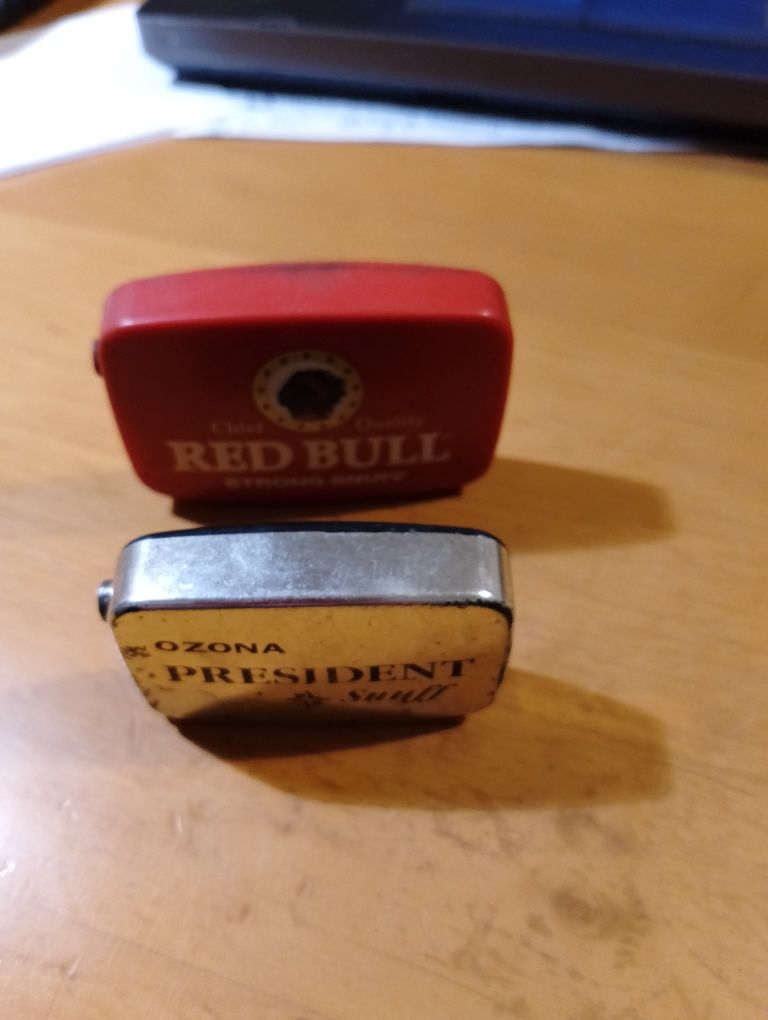 Chief Quality
RED BULL
STRONG SNUFF
OZONA
PRESIDENT
Snuff